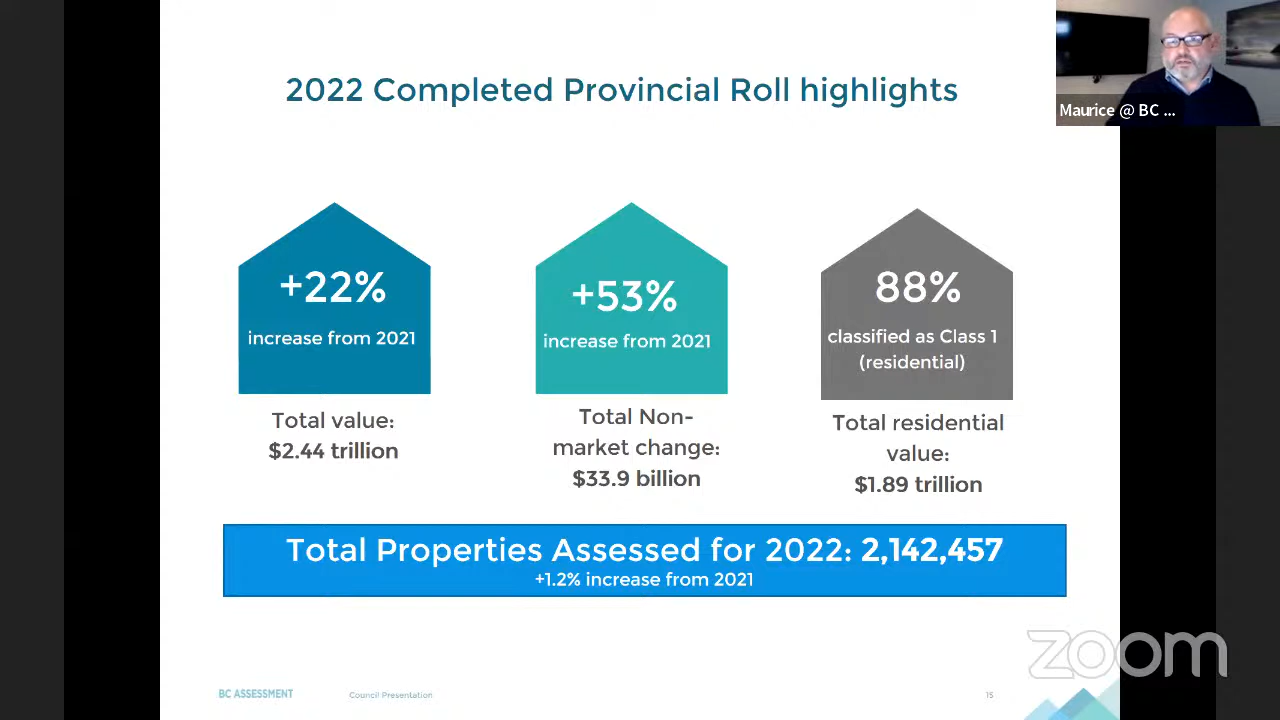 2022 Completed Provincial Roll highlights
Maurice @ BC ...
+22%
increase from 2021
Total value:
$2.44 trillion
+53%
increase from 2021
Total Non-
market change:
$33.9 billion
88%
classified as Class 1
(residential)
Total residential
value:
$1.89 trillion
Total Properties Assessed for 2022: 2,142,457
+1.2% increase from 2021
zoom
BC ASSESSMENT
Council Presentation
15